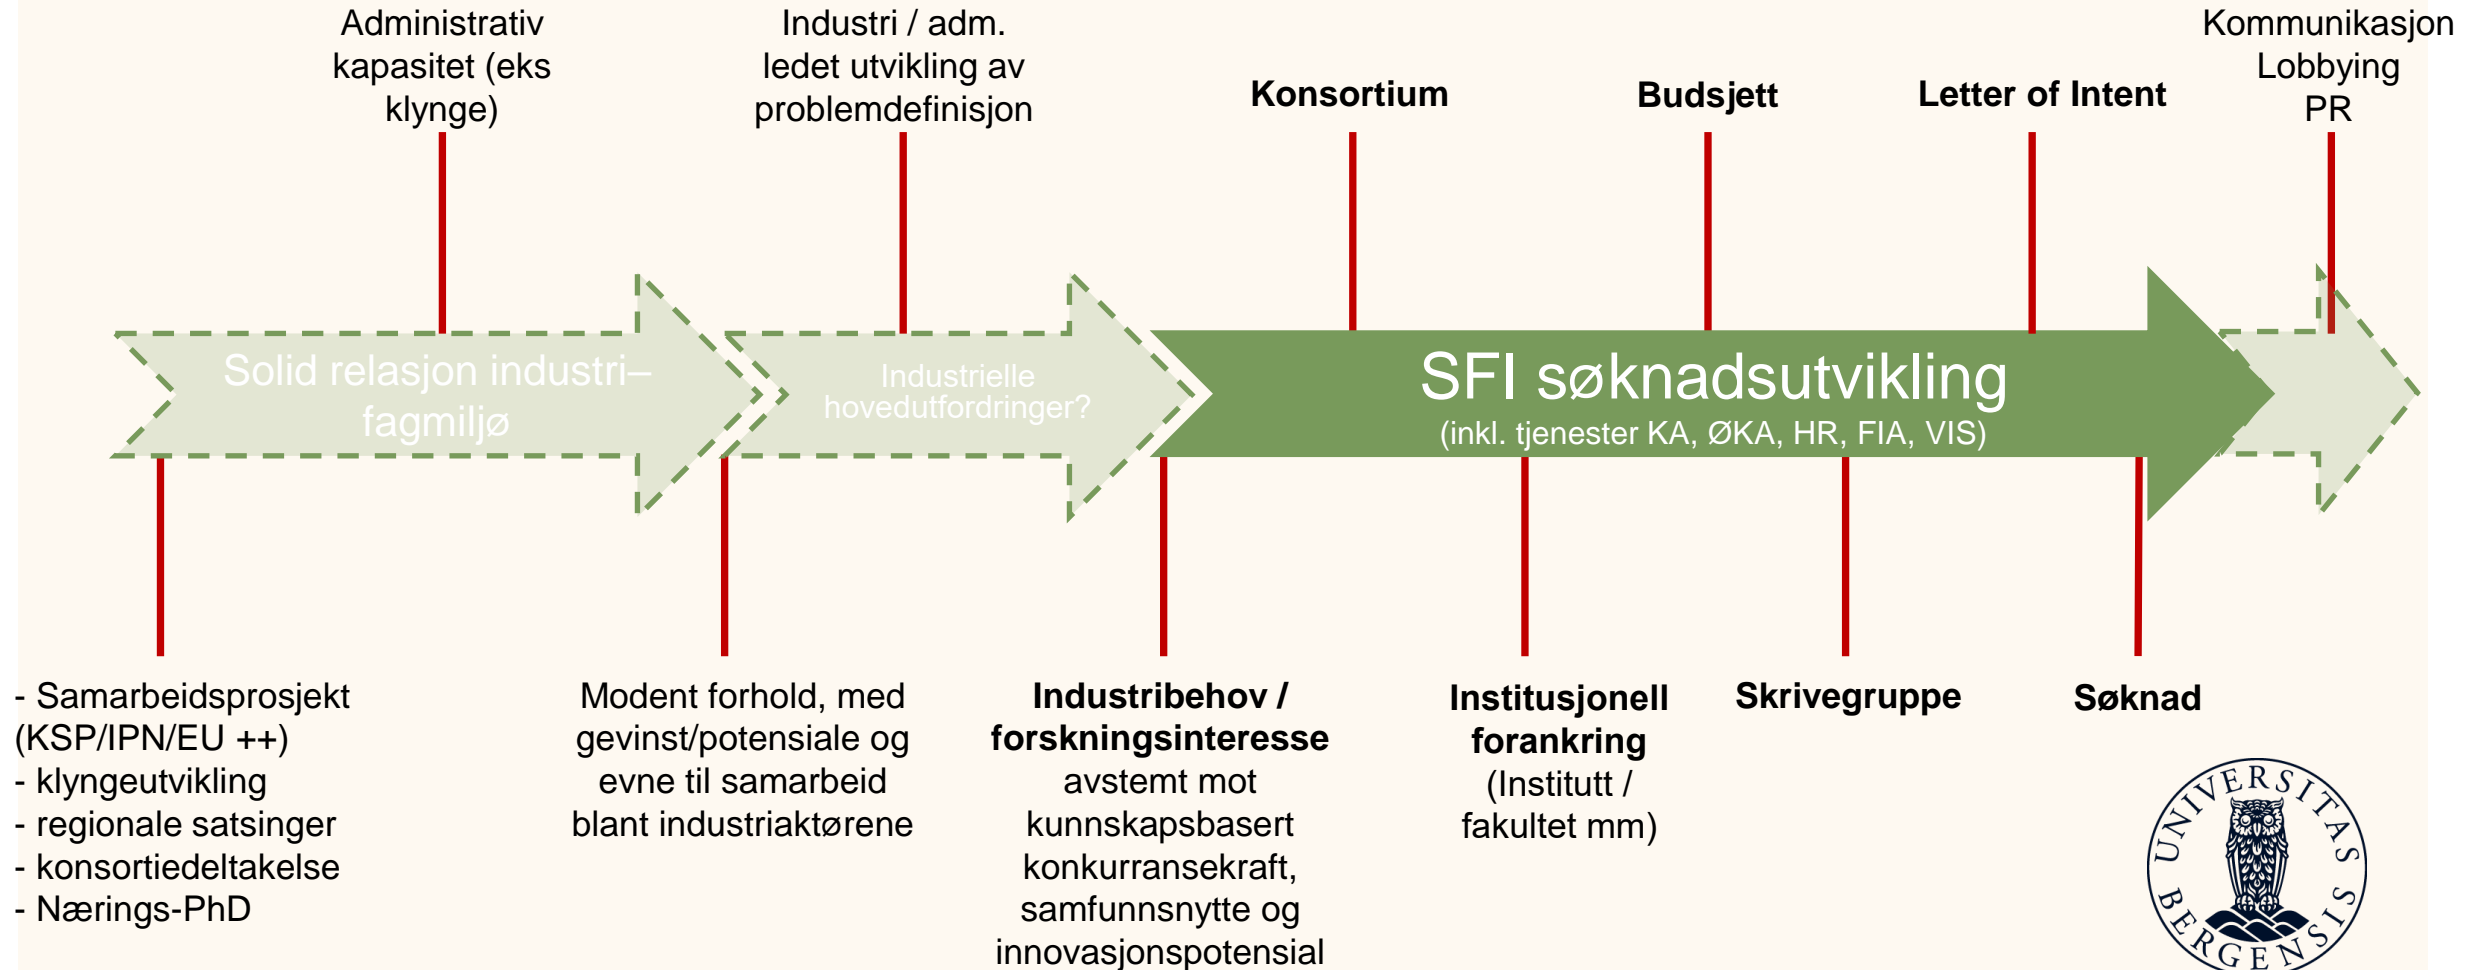 Administrativ
kapasitet (eks
klynge)
Industri / adm.
ledet utvikling av
problemdefinisjon
Konsortium
Budsjett
Letter of Intent
Kommunikasjon
Lobbying
PR
Solid relasjon industri–
fagmiljø
Industrielle
hovedutfordringer?
SFI søknadsutvikling
(inkl. tjenester KA, ØKA, HR, FIA, VIS)
- Samarbeidsprosjekt
(KSP/IPN/EU ++)
- klyngeutvikling
- regionale satsinger
- konsortiedeltakelse
- Nærings-PhD
Modent forhold, med
gevinst/potensiale og
evne til samarbeid
blant industriaktørene
Industribehov /
forskningsinteresse
avstemt mot
kunnskapsbasert
konkurransekraft,
samfunnsnytte og
innovasjonspotensial
Institusjonell
forankring
(Institutt /
fakultet mm)
Skrivegruppe
Søknad
UNIVERSITAS
BERGENSIS